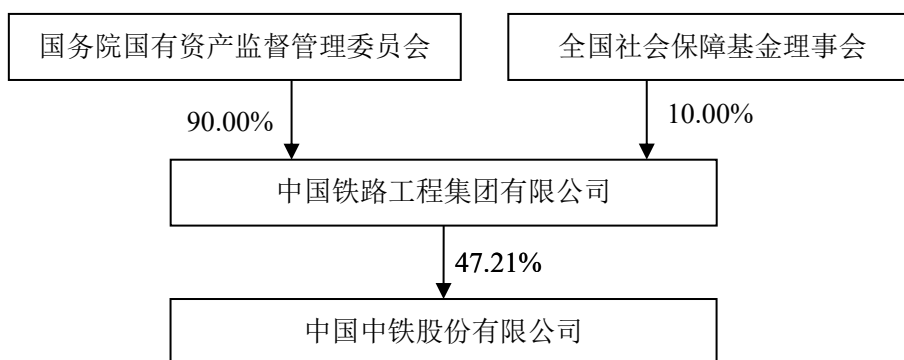 国务院国有资产监督管理委员会
全国社会保障基金理事会
90.00%
10.00%
中国铁路工程集团有限公司
47.21%
中国中铁股份有限公司